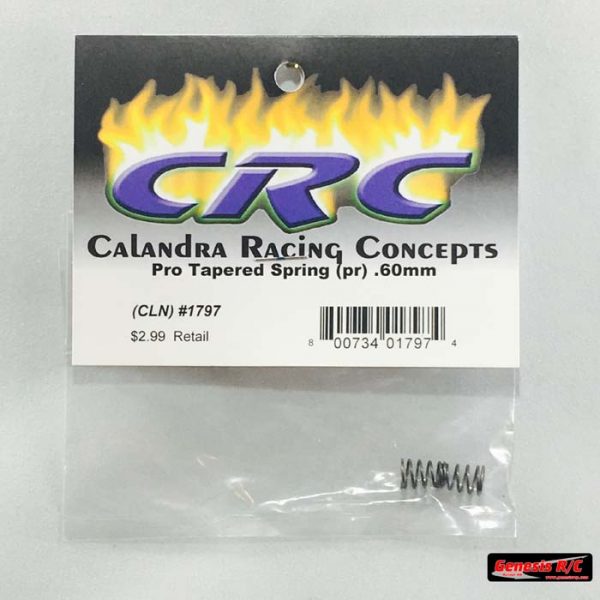 CRC
Calandra Racing Concepts
Pro Tapered Spring (pr) .60mm
(CLN) #1797
$2.99 Retail
8 00734 01797 4
Genesis R/C